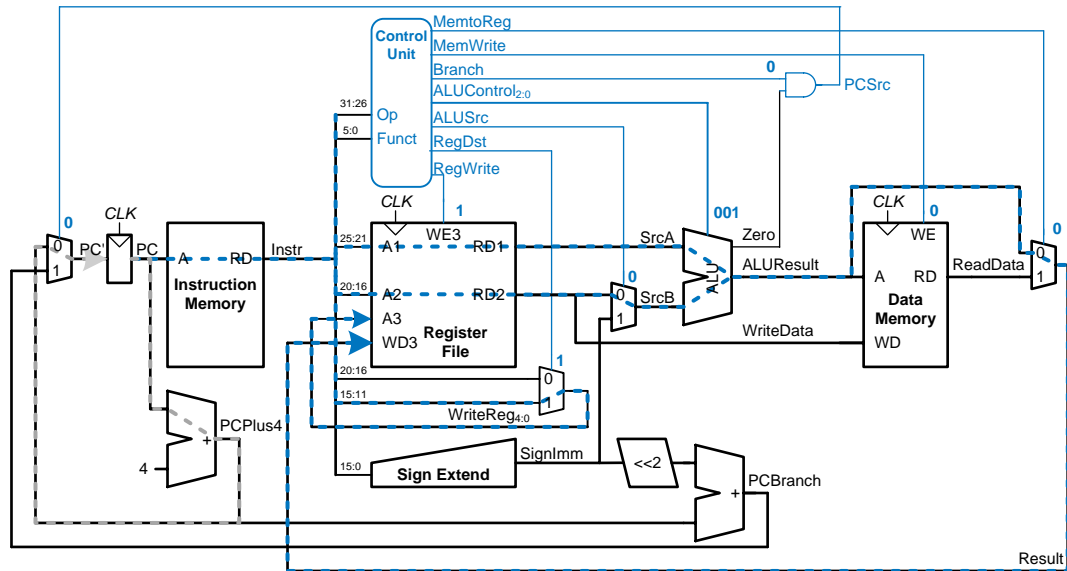 MemtoReg
Control
Unit
MemWrite
Branch
0
PCSrc
ALUControl2:0
31:26
Op
ALUSrc
5:0
Funct
RegDst
RegWrite
CLK
CLK
1
001
CLK
0
0
0
WE3
Zero
WE
0
PC'
PC
A
RD
Instr
25:21
A1
RD1
SrcA
0
1
Instruction
Memory
20:16
A2
RD2
0
SrcB
1
0
ALU
ALUResult
A
RD
ReadData
0
1
Data
Memory
A3
Register
File
WD3
WriteData
WD
20:16
0
1
1
15:11
WriteReg4:0
PCPlus4
+
4
SignImm
15:0
Sign Extend
<<2
PCBranch
+
Result